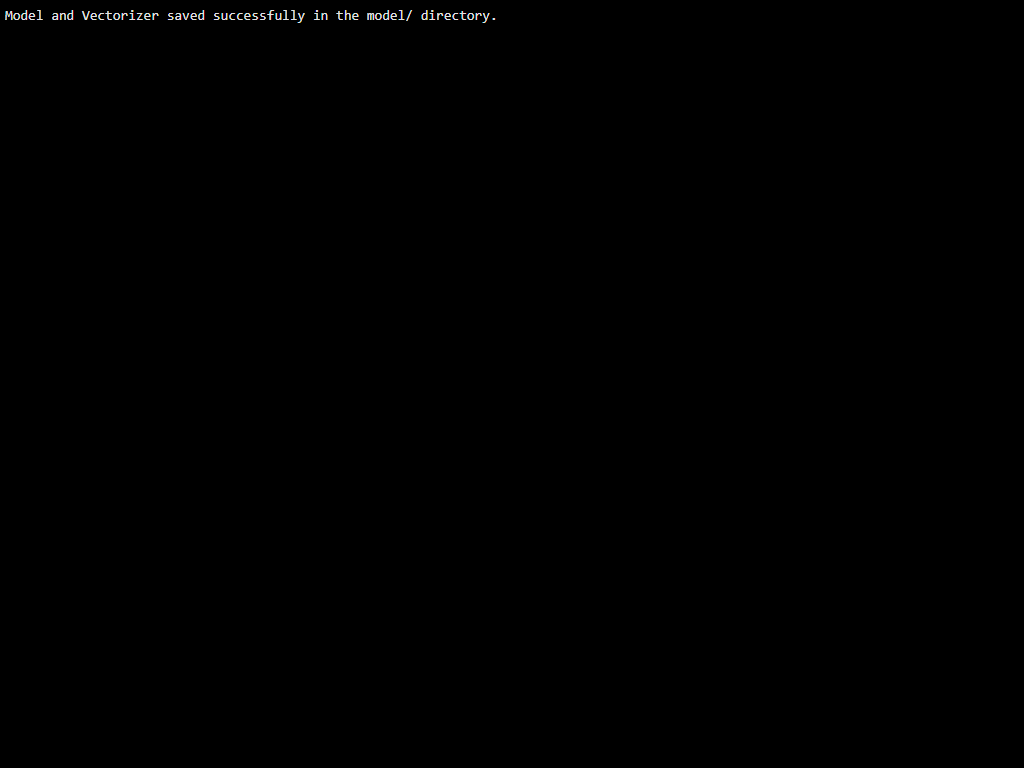 Model and Vectorizer saved successfully in the model/ directory.